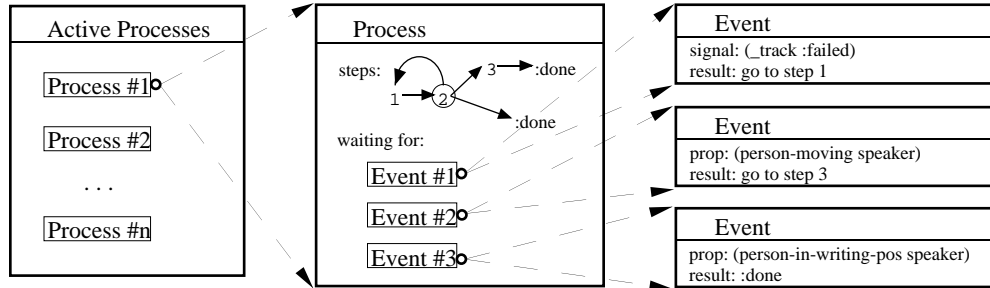 Active Processes
Process #1
Process #2
. . .
Process #n
Process
steps:
3
:done
1
2
:done
waiting for:
Event #1
Event #2
Event #3
Event
signal: (_track :failed)
result: go to step 1
Event
prop: (person-moving speaker)
result: go to step 3
Event
prop: (person-in-writing-pos speaker)
result: :done